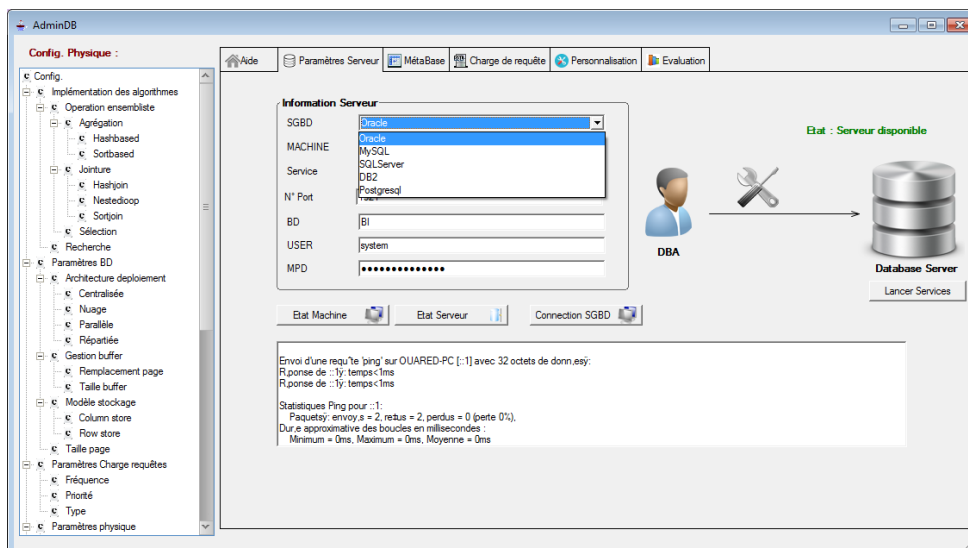 AdminDB
Config. Physique :
Config.
Implémentation des algorithmes
Operation ensembliste
Agrégation
Hashbased
Sortbased
Jointure
Hashjoin
Nestedloop
Sortjoin
Sélection
Recherche
Paramètres BD
Architecture deploiement
Centralisée
Nuage
Parallèle
Répartiée
Gestion buffer
Remplacement page
Taille buffer
Modèle stockage
Column store
Row store
Taille page
Paramètres Charge requêtes
Fréquence
Priorité
Type
Paramètres physique
Aide
Paramètres Serveur
MétaBase
Charge de requête
Personnalisation
Evaluation
Information Serveur
SGBD
Oracle
Oracle
MySQL
SQLServer
DB2
Postgresql
MACHINE
Service
N° Port
1521
BD
BI
USER
system
MPD
••••••••••••••
Etat Machine
Etat Serveur
Connection SGBD
Etat : Serveur disponible
DBA
Database Server
Lancer Services
Envoi d'une requ^te 'ping' sur OUARED-PC [::1] avec 32 octets de donn,esÿ:
R,ponse de ::1ÿ: temps<1ms
R,ponse de ::1ÿ: temps<1ms
Statistiques Ping pour ::1:
Paquetsÿ: envoy,s = 2, re‡us = 2, perdus = 0 (perte 0%),
Dur,e approximative des boucles en millisecondes :
Minimum = 0ms, Maximum = 0ms, Moyenne = 0ms